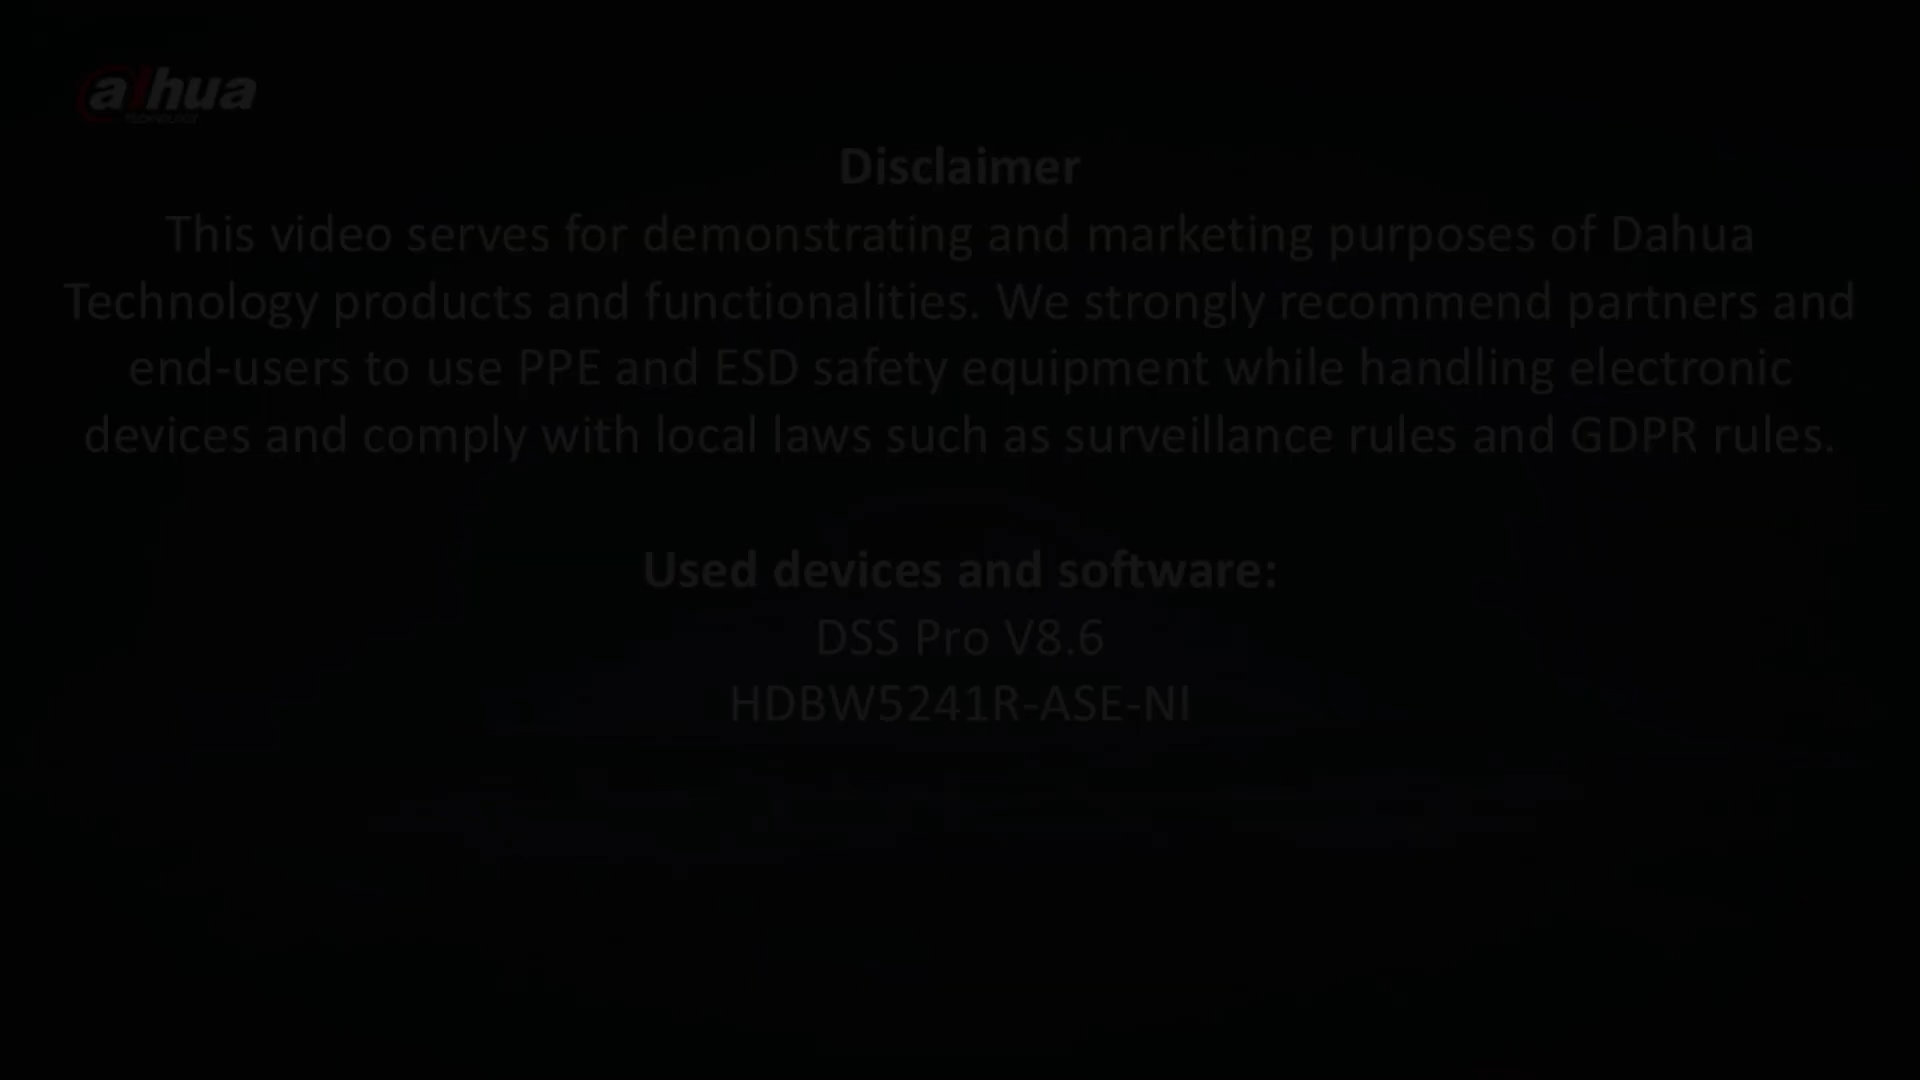 alhua
TECHNOLOGY
Disclaimer
This video serves for demonstrating and marketing purposes of Dahua
Technology products and functionalities. We strongly recommend partners and
end-users to use PPE and ESD safety equipment while handling electronic
devices and comply with local laws such as surveillance rules and GDPR rules.
Used devices and software:
DSS Pro V8.6
HDBW5241R-ASE-NI